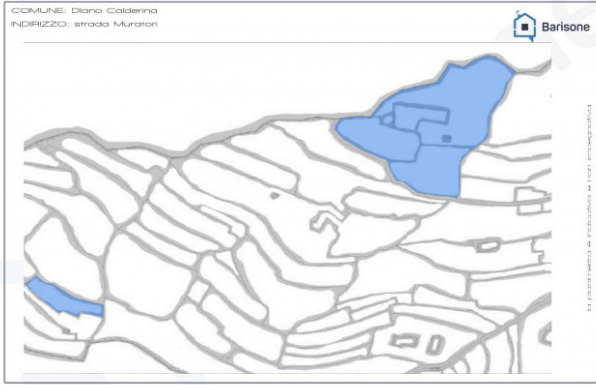 COMUNE: Diano Calderina
INDIRIZZO: strada Muratori
Barisone
la planimetria è indicativa e non impegnativa